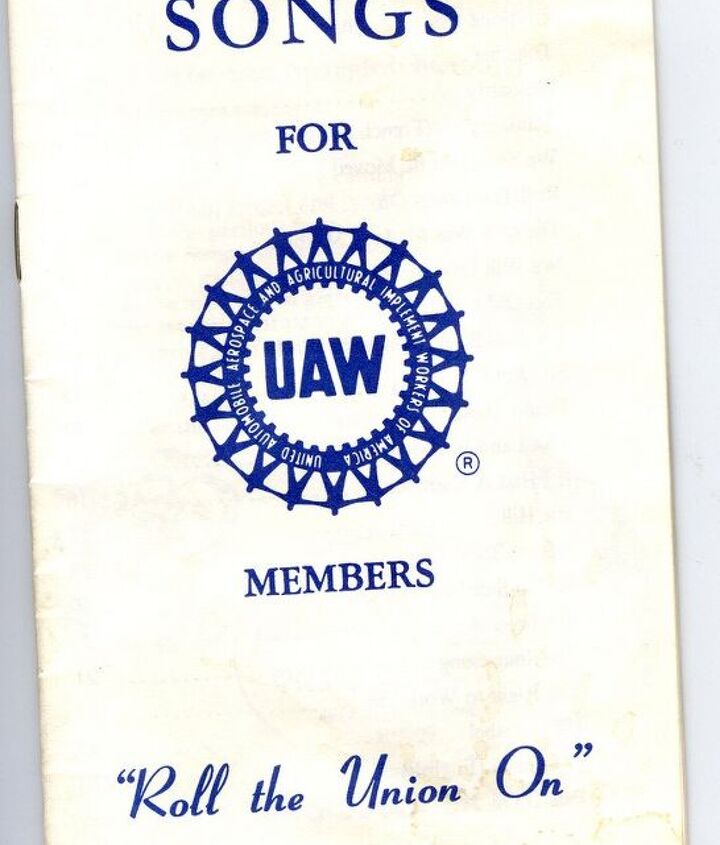 SONGS
FOR
UNITED AUTOMOBILE AEROSPACE AND AGRICULTURAL IMPLEMENT WORKERS OF AMERICA
UAW
®
MEMBERS
"Roll the Union On"